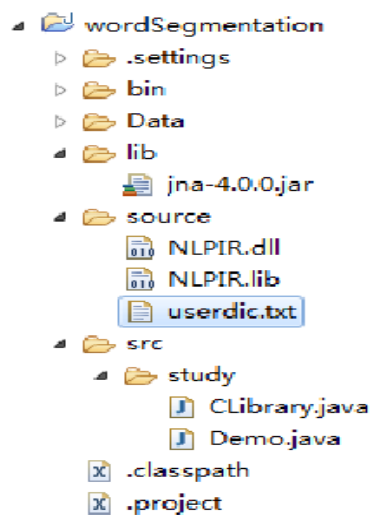 wordSegmentation
.settings
bin
Data
lib
jna-4.0.0.jar
source
NLPIR.dll
NLPIR.lib
userdic.txt
src
study
CLibrary.java
Demo.java
.classpath
.project